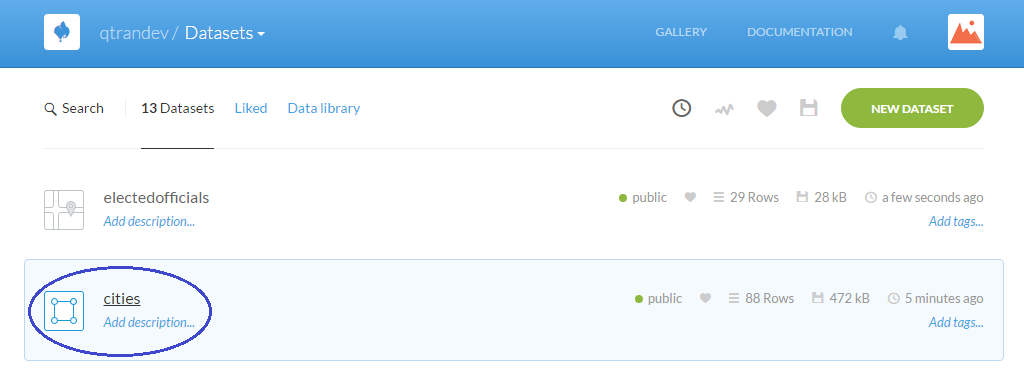 qtrandev / Datasets GALLERY DOCUMENTATION
Search 13 Datasets Liked Data library NEW DATASET
electedofficials public 29 Rows 28 kB a few seconds ago
Add description... Add tags...
cities public 88 Rows 472 kB 5 minutes ago
Add description... Add tags...